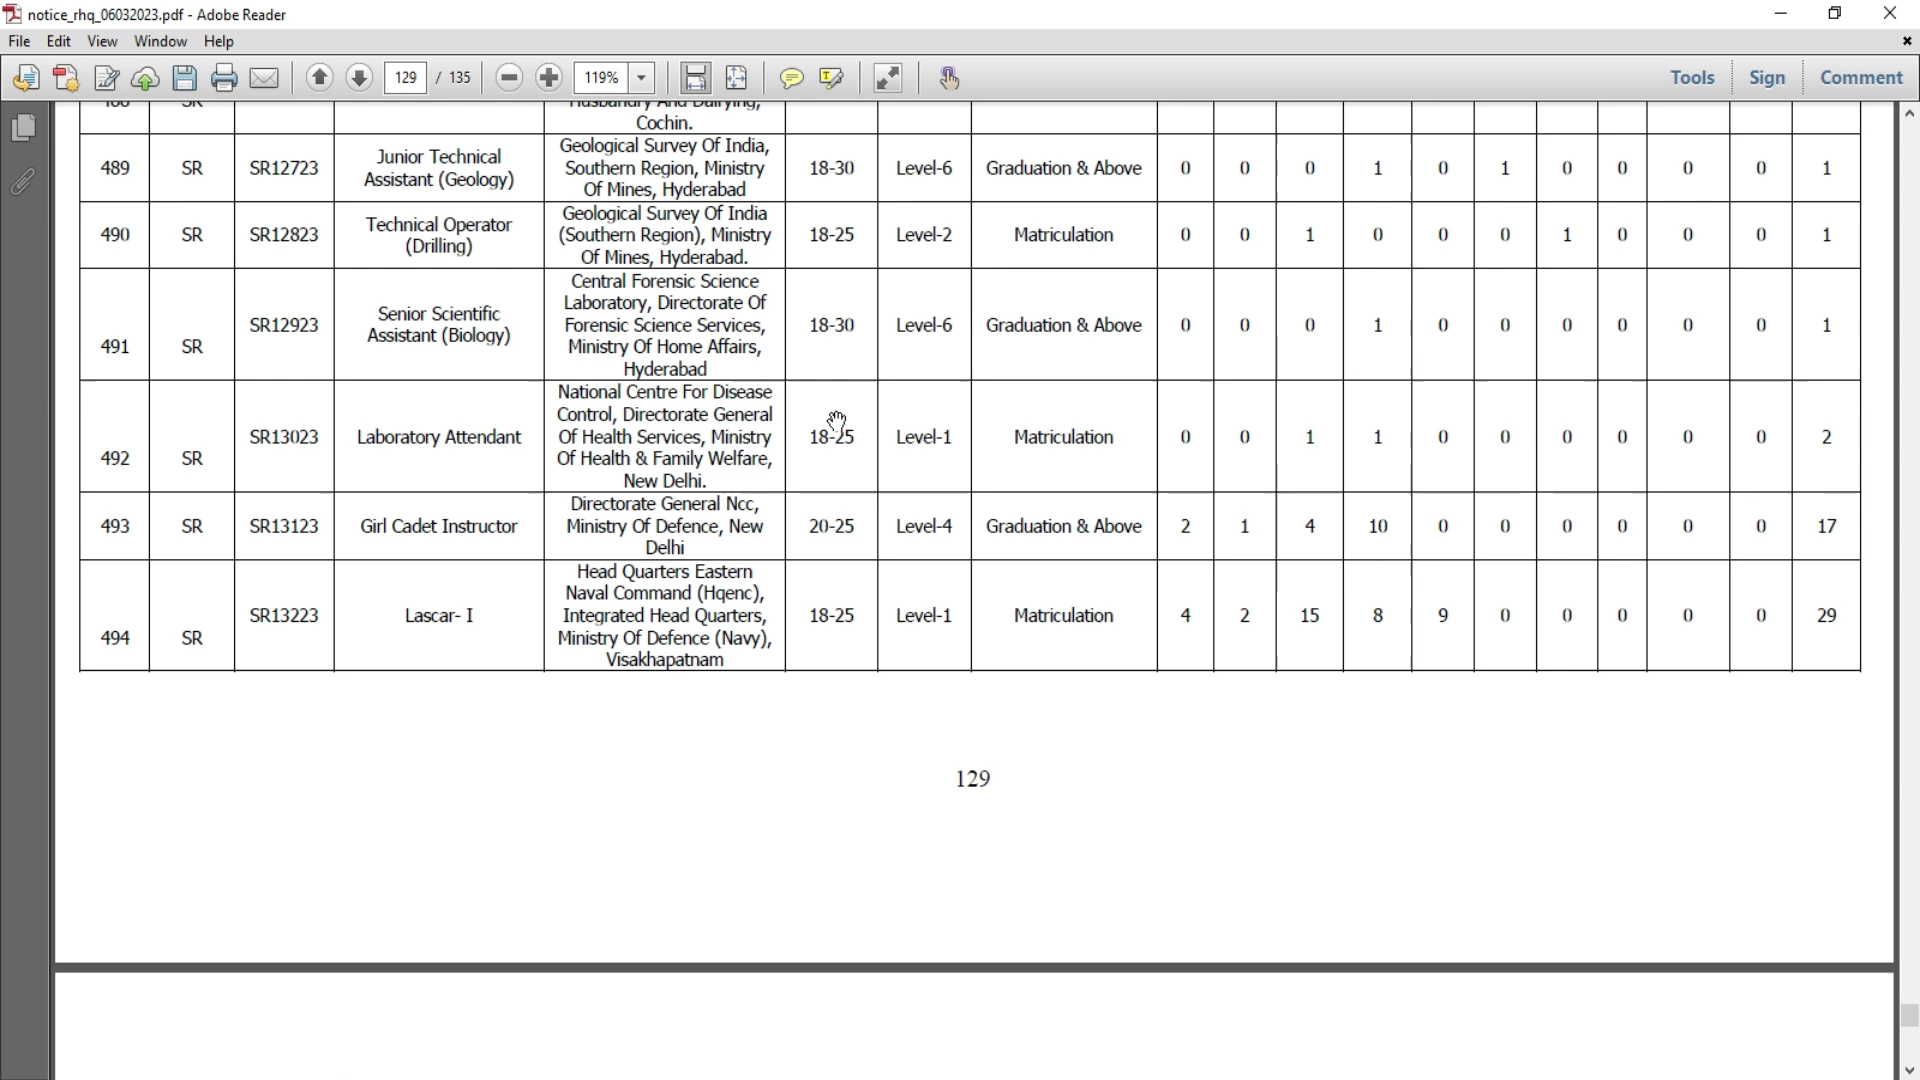 notice_rhq_06032023.pdf - Adobe Reader
File Edit View Window Help
129 / 135 119% Tools Sign Comment
Cochin.
489 SR SR12723 Junior Technical Assistant (Geology) Geological Survey Of India, Southern Region, Ministry Of Mines, Hyderabad 18-30 Level-6 Graduation & Above 0 0 0 1 0 1 0 0 0 0 1
490 SR SR12823 Technical Operator (Drilling) Geological Survey Of India (Southern Region), Ministry Of Mines, Hyderabad. 18-25 Level-2 Matriculation 0 0 1 0 0 0 1 0 0 0 1
491 SR SR12923 Senior Scientific Assistant (Biology) Central Forensic Science Laboratory, Directorate Of Forensic Science Services, Ministry Of Home Affairs, Hyderabad 18-30 Level-6 Graduation & Above 0 0 0 1 0 0 0 0 0 0 1
492 SR SR13023 Laboratory Attendant National Centre For Disease Control, Directorate General Of Health Services, Ministry Of Health & Family Welfare, New Delhi. 18-25 Level-1 Matriculation 0 0 1 1 0 0 0 0 0 0 2
493 SR SR13123 Girl Cadet Instructor Directorate General Ncc, Ministry Of Defence, New Delhi 20-25 Level-4 Graduation & Above 2 1 4 10 0 0 0 0 0 0 17
494 SR SR13223 Lascar- I Head Quarters Eastern Naval Command (Hqenc), Integrated Head Quarters, Ministry Of Defence (Navy), Visakhapatnam 18-25 Level-1 Matriculation 4 2 15 8 9 0 0 0 0 0 29
129